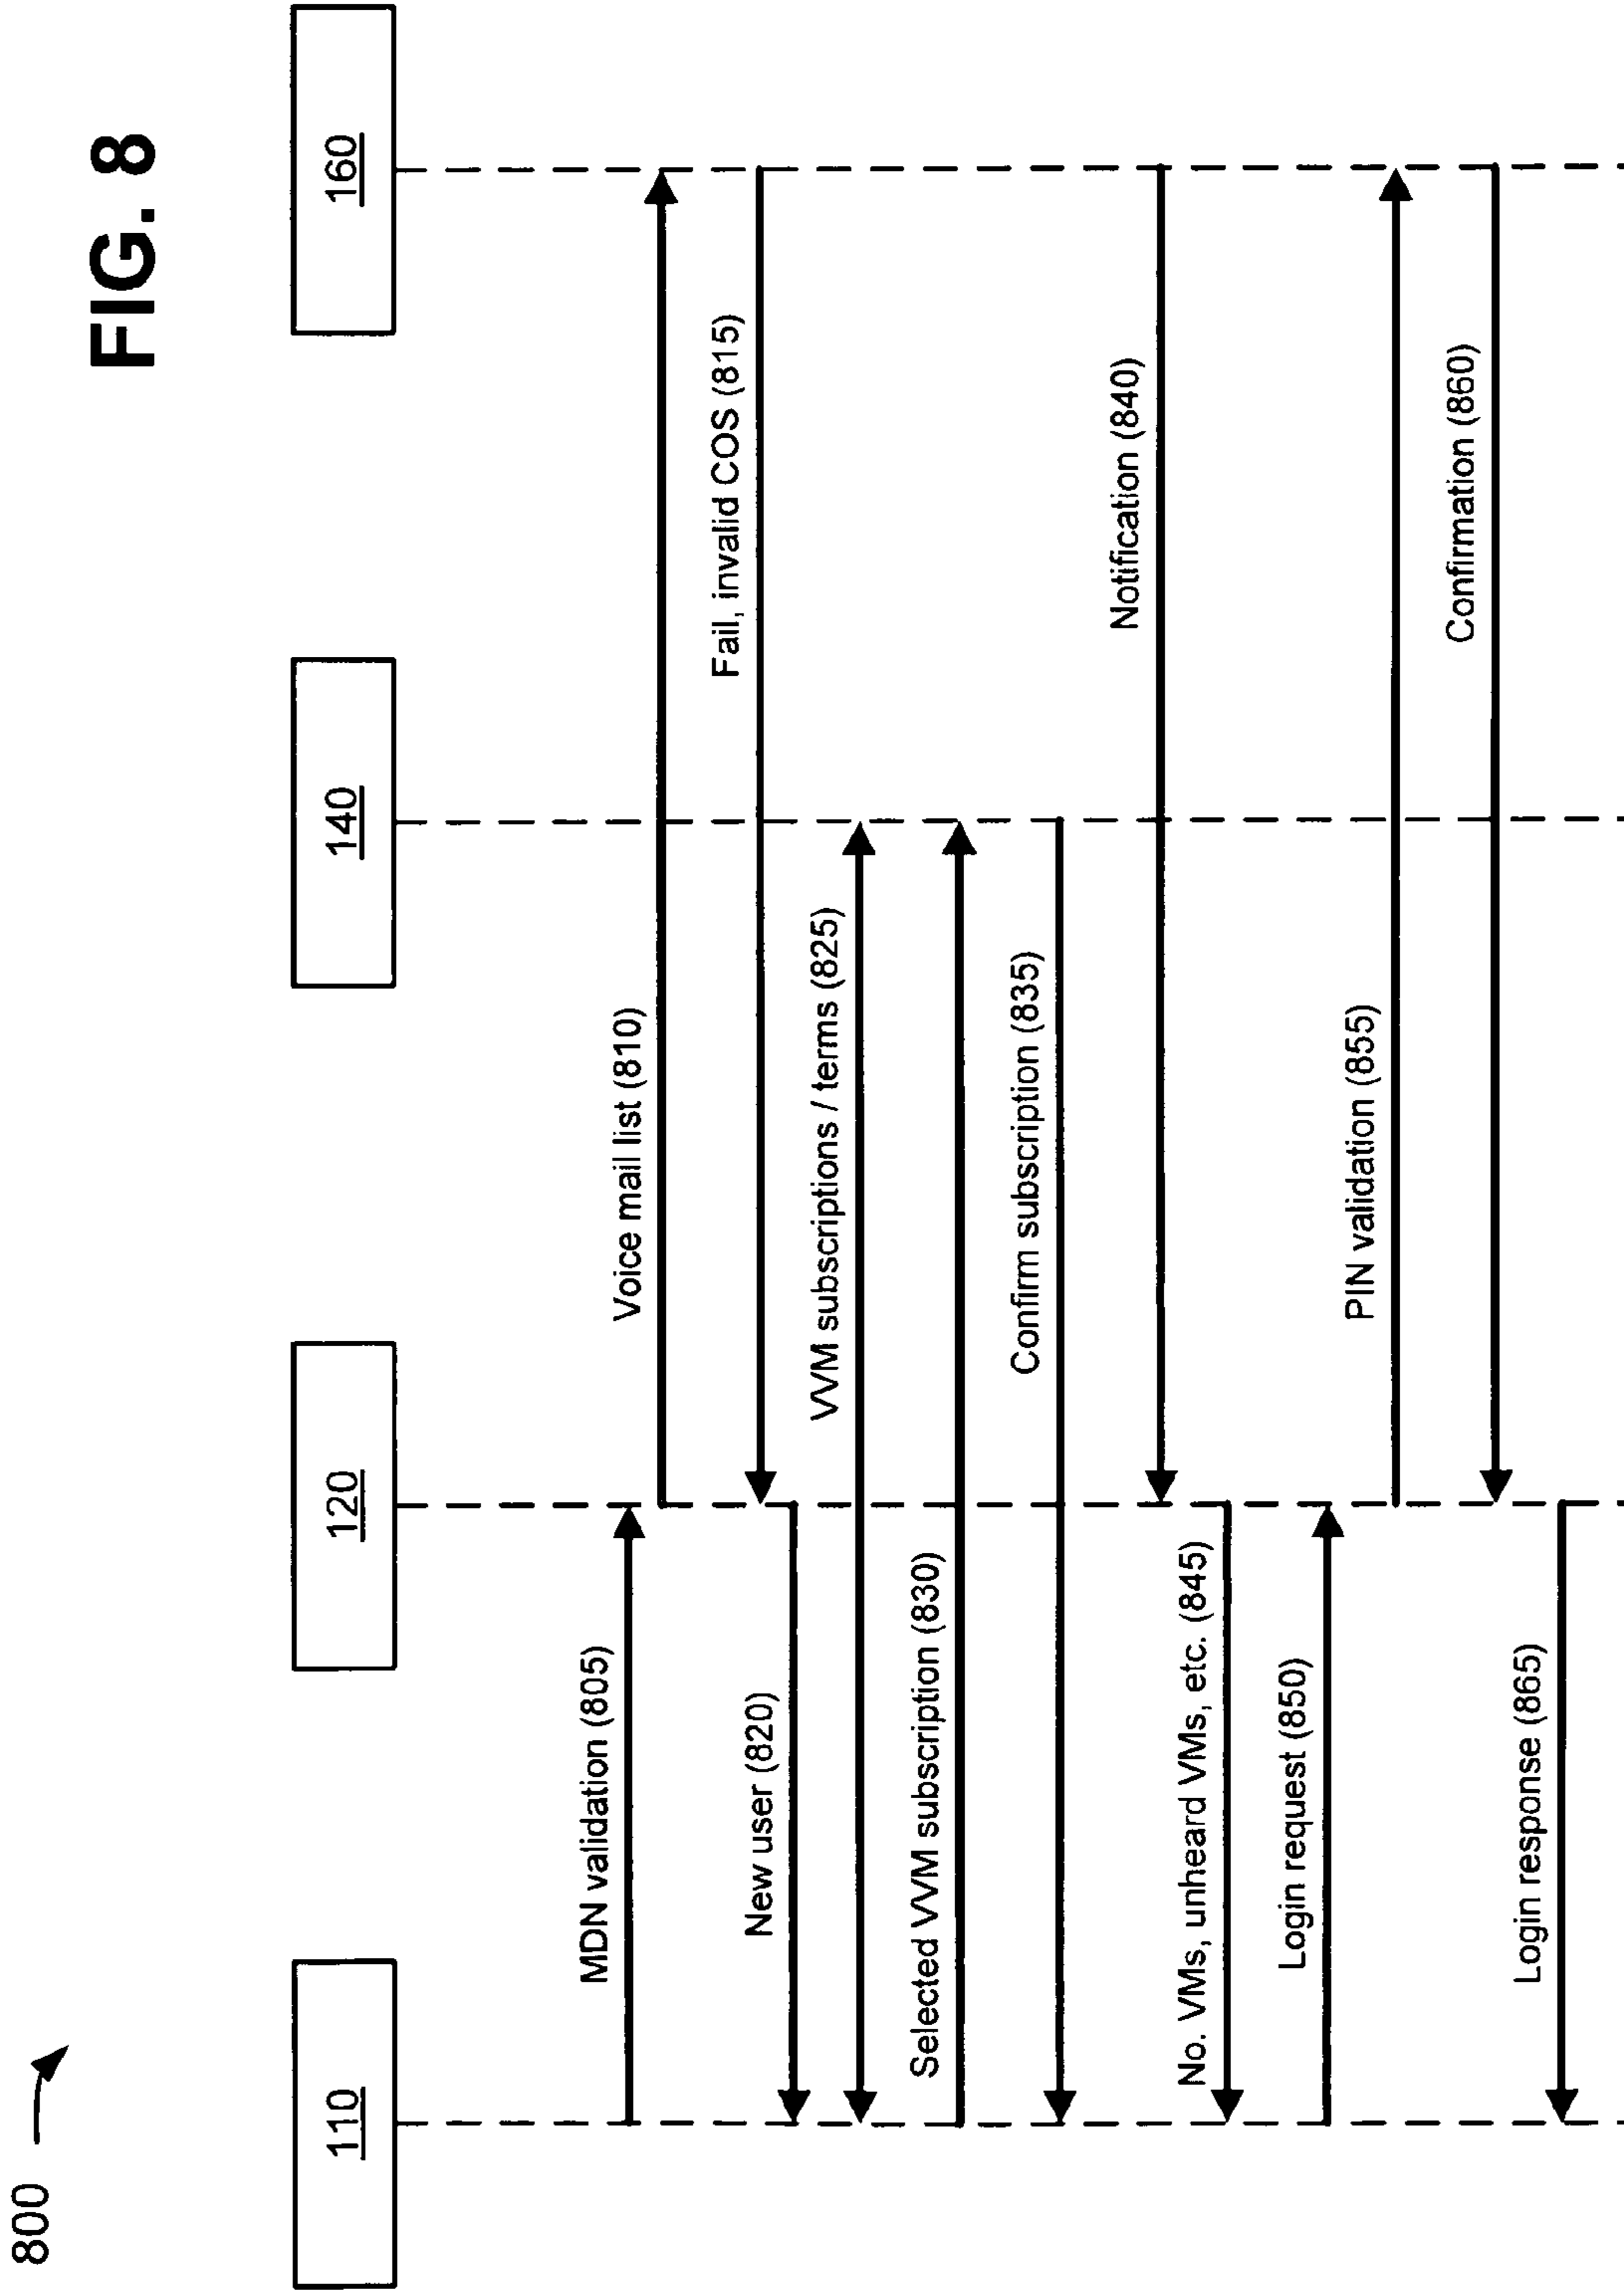 800
FIG. 8
110
120
140
160
MDN validation (805)
Voice mail list (810)
Fail, invalid COS (815)
New user (820)
VVM subscriptions / terms (825)
Selected VVM subscription (830)
Confirm subscription (835)
Notification (840)
No. VMs, unheard VMs, etc. (845)
Login request (850)
PIN validation (855)
Confirmation (860)
Login response (865)